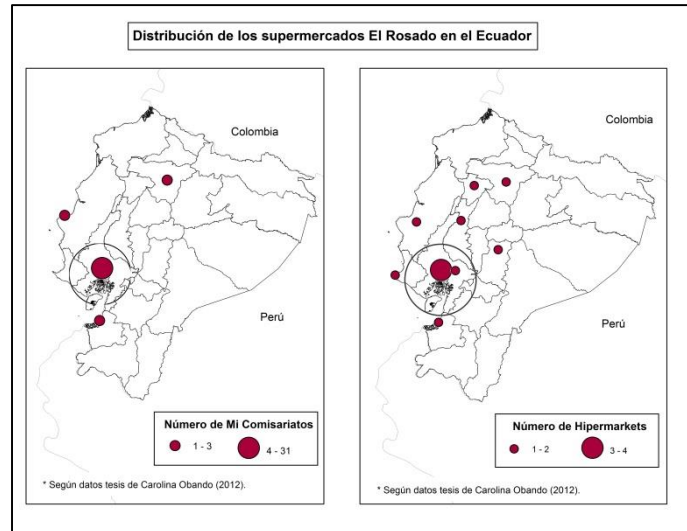 Distribución de los supermercados El Rosado en el Ecuador
Colombia
Perú
Número de Mi Comisariatos
1 - 3
4 - 31
* Según datos tesis de Carolina Obando (2012).
Colombia
Perú
Número de Hipermarkets
1 - 2
3 - 4
* Según datos tesis de Carolina Obando (2012).